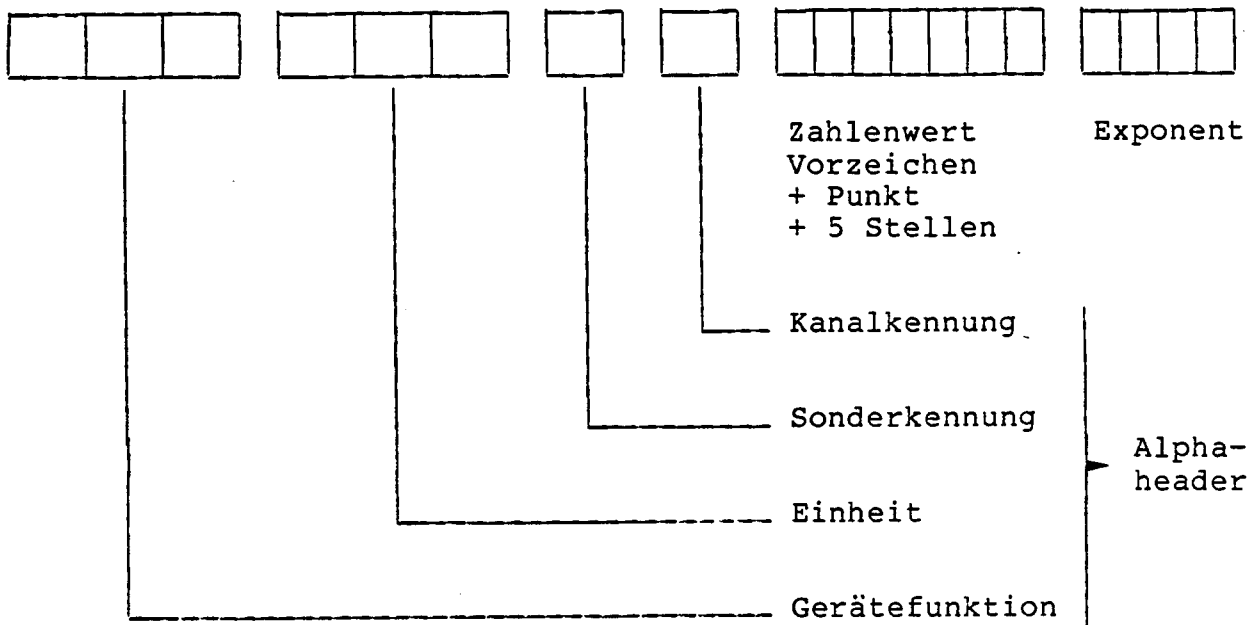 Zahlenwert
Vorzeichen
+ Punkt
+ 5 Stellen
Exponent
Kanalkennung
Sonderkennung
Alpha-
header
Einheit
Gerätefunktion